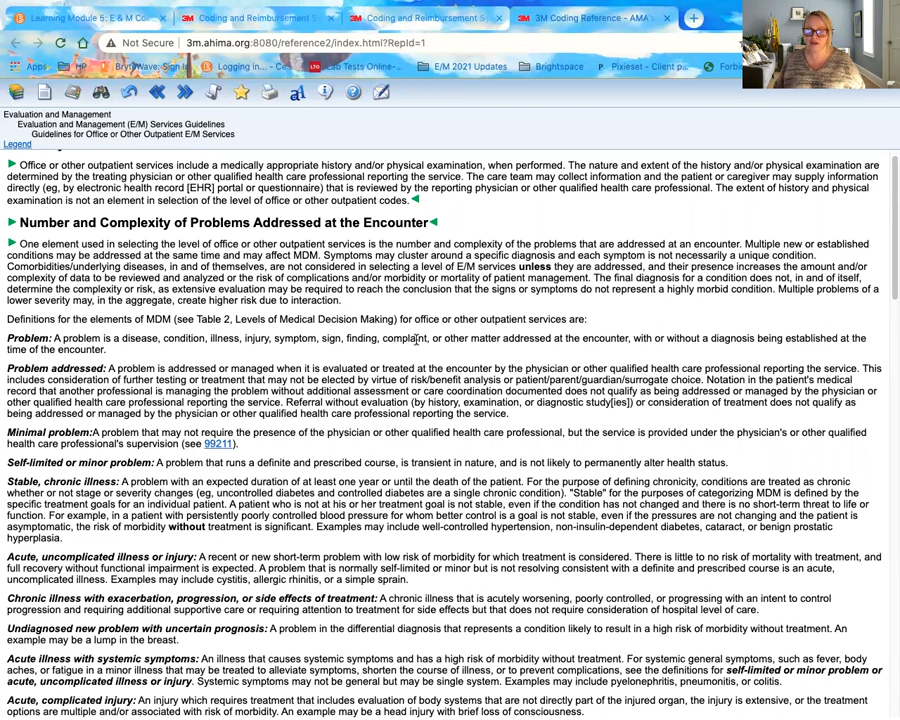 Learning Module 5: E & M Co
3M Coding and Reimbursement S
3M Coding and Reimbursement S
3M 3M Coding Reference - AMA
Not Secure | 3m.ahima.org:8080/reference2/index.html?RepId=1
Apps
HP
BryteWave: Sign In
Logging in... - Ce
LTO Lab Tests Online-...
E/M 2021 Updates
Brightspace
Pixieset - Client p...
Forbi
Evaluation and Management
Evaluation and Management (E/M) Services Guidelines
Guidelines for Office or Other Outpatient E/M Services
Legend
Office or other outpatient services include a medically appropriate history and/or physical examination, when performed. The nature and extent of the history and/or physical examination are
determined by the treating physician or other qualified health care professional reporting the service. The care team may collect information and the patient or caregiver may supply information
directly (eg, by electronic health record [EHR] portal or questionnaire) that is reviewed by the reporting physician or other qualified health care professional. The extent of history and physical
examination is not an element in selection of the level of office or other outpatient codes.
Number and Complexity of Problems Addressed at the Encounter
One element used in selecting the level of office or other outpatient services is the number and complexity of the problems that are addressed at an encounter. Multiple new or established
conditions may be addressed at the same time and may affect MDM. Symptoms may cluster around a specific diagnosis and each symptom is not necessarily a unique condition.
Comorbidities/underlying diseases, in and of themselves, are not considered in selecting a level of E/M services unless they are addressed, and their presence increases the amount and/or
complexity of data to be reviewed and analyzed or the risk of complications and/or morbidity or mortality of patient management. The final diagnosis for a condition does not, in and of itself,
determine the complexity or risk, as extensive evaluation may be required to reach the conclusion that the signs or symptoms do not represent a highly morbid condition. Multiple problems of a
lower severity may, in the aggregate, create higher risk due to interaction.
Definitions for the elements of MDM (see Table 2, Levels of Medical Decision Making) for office or other outpatient services are:
Problem: A problem is a disease, condition, illness, injury, symptom, sign, finding, complaint, or other matter addressed at the encounter, with or without a diagnosis being established at the
time of the encounter.
Problem addressed: A problem is addressed or managed when it is evaluated or treated at the encounter by the physician or other qualified health care professional reporting the service. This
includes consideration of further testing or treatment that may not be elected by virtue of risk/benefit analysis or patient/parent/guardian/surrogate choice. Notation in the patient's medical
record that another professional is managing the problem without additional assessment or care coordination documented does not qualify as being addressed or managed by the physician or
other qualified health care professional reporting the service. Referral without evaluation (by history, examination, or diagnostic study[ies]) or consideration of treatment does not qualify as
being addressed or managed by the physician or other qualified health care professional reporting the service.
Minimal problem:A problem that may not require the presence of the physician or other qualified health care professional, but the service is provided under the physician's or other qualified
health care professional's supervision (see 99211).
Self-limited or minor problem: A problem that runs a definite and prescribed course, is transient in nature, and is not likely to permanently alter health status.
Stable, chronic illness: A problem with an expected duration of at least one year or until the death of the patient. For the purpose of defining chronicity, conditions are treated as chronic
whether or not stage or severity changes (eg, uncontrolled diabetes and controlled diabetes are a single chronic condition). "Stable" for the purposes of categorizing MDM is defined by the
specific treatment goals for an individual patient. A patient who is not at his or her treatment goal is not stable, even if the condition has not changed and there is no short-term threat to life or
function. For example, in a patient with persistently poorly controlled blood pressure for whom better control is a goal is not stable, even if the pressures are not changing and the patient is
asymptomatic, the risk of morbidity without treatment is significant. Examples may include well-controlled hypertension, non-insulin-dependent diabetes, cataract, or benign prostatic
hyperplasia.
Acute, uncomplicated illness or injury: A recent or new short-term problem with low risk of morbidity for which treatment is considered. There is little to no risk of mortality with treatment, and
full recovery without functional impairment is expected. A problem that is normally self-limited or minor but is not resolving consistent with a definite and prescribed course is an acute,
uncomplicated illness. Examples may include cystitis, allergic rhinitis, or a simple sprain.
Chronic illness with exacerbation, progression, or side effects of treatment: A chronic illness that is acutely worsening, poorly controlled, or progressing with an intent to control
progression and requiring additional supportive care or requiring attention to treatment for side effects but that does not require consideration of hospital level of care.
Undiagnosed new problem with uncertain prognosis: A problem in the differential diagnosis that represents a condition likely to result in a high risk of morbidity without treatment. An
example may be a lump in the breast.
Acute illness with systemic symptoms: An illness that causes systemic symptoms and has a high risk of morbidity without treatment. For systemic general symptoms, such as fever, body
aches, or fatigue in a minor illness that may be treated to alleviate symptoms, shorten the course of illness, or to prevent complications, see the definitions for self-limited or minor problem or
acute, uncomplicated illness or injury. Systemic symptoms may not be general but may be single system. Examples may include pyelonephritis, pneumonitis, or colitis.
Acute, complicated injury: An injury which requires treatment that includes evaluation of body systems that are not directly part of the injured organ, the injury is extensive, or the treatment
options are multiple and/or associated with risk of morbidity. An example may be a head injury with brief loss of consciousness.